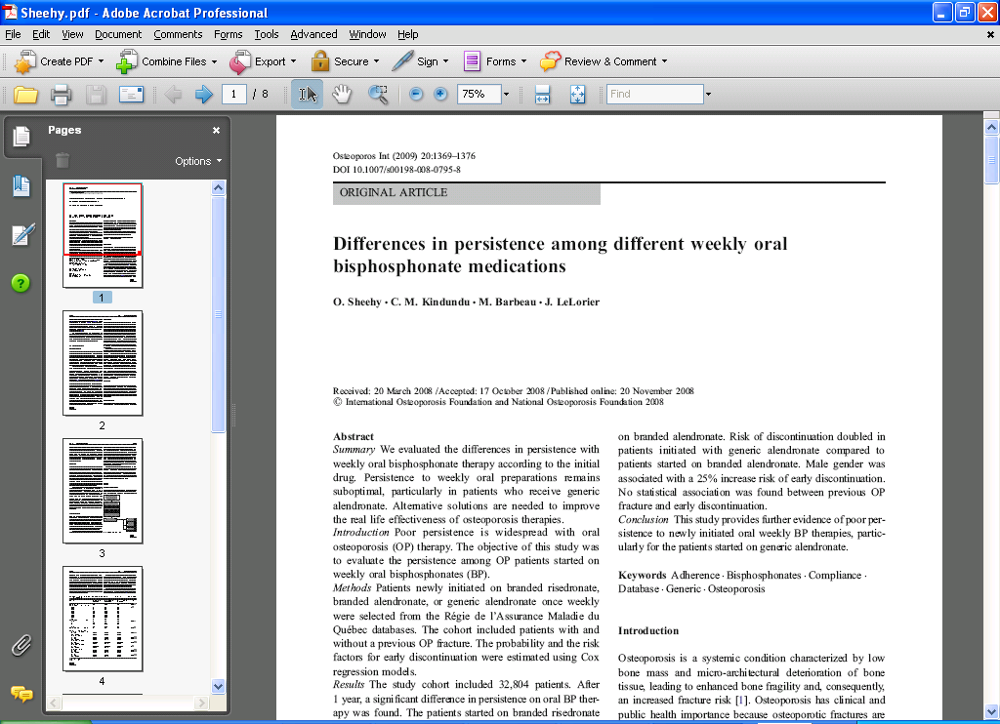 Sheehy.pdf - Adobe Acrobat Professional
File Edit View Document Comments Forms Tools Advanced Window Help
Create PDF Combine Files Export Secure Sign Forms Review & Comment
1 / 8 75% Find
Pages
Options
1
2
3
4
Osteoporos Int (2009) 20:1369–1376
DOI 10.1007/s00198-008-0795-8
ORIGINAL ARTICLE
Differences in persistence among different weekly oral
bisphosphonate medications
O. Sheehy · C. M. Kindundu · M. Barbeau · J. LeLorier
Received: 20 March 2008 / Accepted: 17 October 2008 / Published online: 20 November 2008
© International Osteoporosis Foundation and National Osteoporosis Foundation 2008
Abstract
Summary We evaluated the differences in persistence with
weekly oral bisphosphonate therapy according to the initial
drug. Persistence to weekly oral preparations remains
suboptimal, particularly in patients who receive generic
alendronate. Alternative solutions are needed to improve
the real life effectiveness of osteoporosis therapies.
Introduction Poor persistence is widespread with oral
osteoporosis (OP) therapy. The objective of this study was
to evaluate the persistence among OP patients started on
weekly oral bisphosphonates (BP).
Methods Patients newly initiated on branded risedronate,
branded alendronate, or generic alendronate once weekly
were selected from the Régie de l'Assurance Maladie du
Québec databases. The cohort included patients with and
without a previous OP fracture. The probability and the risk
factors for early discontinuation were estimated using Cox
regression models.
Results The study cohort included 32,804 patients. After
1 year, a significant difference in persistence on oral BP ther-
apy was found. The patients started on branded risedronate
on branded alendronate. Risk of discontinuation doubled in
patients initiated with generic alendronate compared to
patients started on branded alendronate. Male gender was
associated with a 25% increase risk of early discontinuation.
No statistical association was found between previous OP
fracture and early discontinuation.
Conclusion This study provides further evidence of poor per-
sistence to newly initiated oral weekly BP therapies, partic-
ularly for the patients started on generic alendronate.
Keywords Adherence · Bisphosphonates · Compliance ·
Database · Generic · Osteoporosis
Introduction
Osteoporosis is a systemic condition characterized by low
bone mass and micro-architectural deterioration of bone
tissue, leading to enhanced bone fragility and, consequently,
an increased fracture risk [1]. Osteoporosis has clinical and
public health importance because osteoporotic fractures are